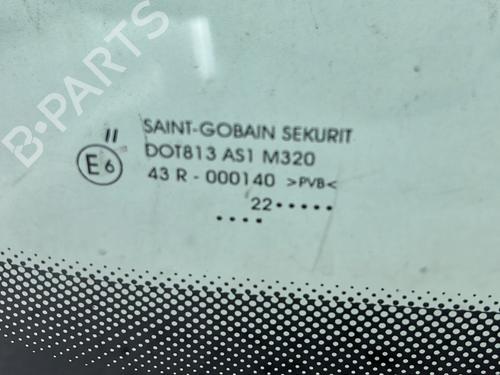 II
SAINT-GOBAIN SEKURIT
E6
DOT813 AS1 M320
43 R - 000140 >PVB<
22•••••
••••
B-PARTS